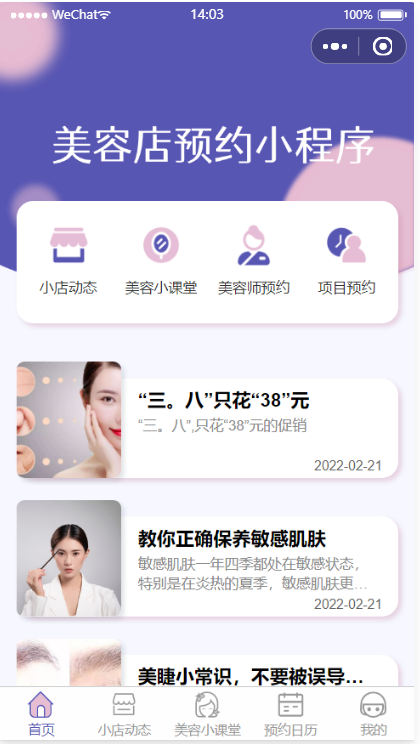 WeChat
14:03
100%
美容店预约小程序
小店动态
美容小课堂
美容师预约
项目预约
“三。八”只花“38”元
“三。八”,只花“38”元的促销
2022-02-21
教你正确保养敏感肌肤
敏感肌肤一年四季都处在敏感状态，
特别是在炎热的夏季，敏感肌肤更...
2022-02-21
美睫小常识，不要被误导...
首页
小店动态
美容小课堂
预约日历
我的